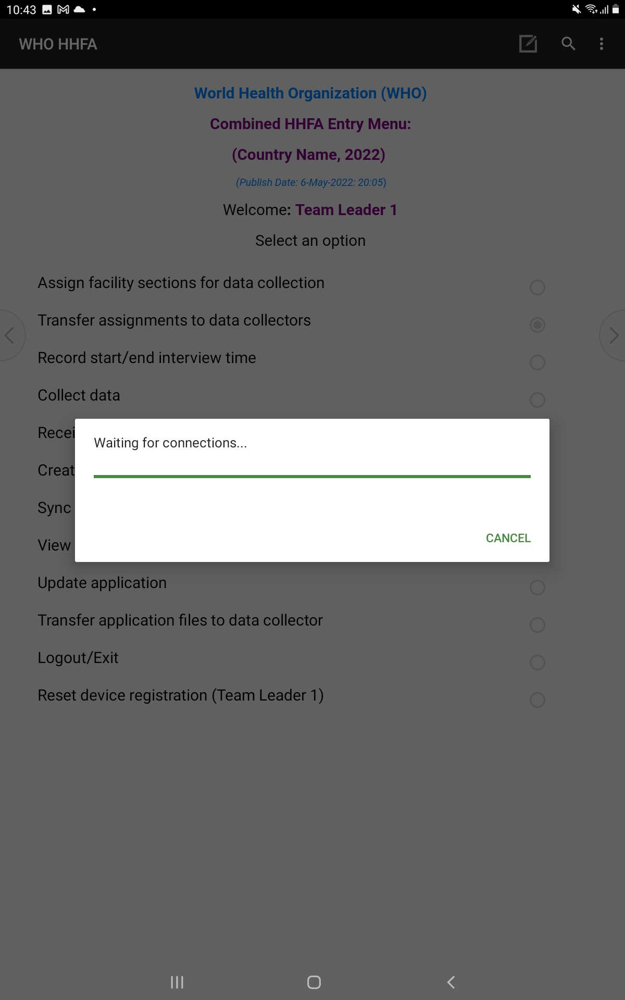 10:43
WHO HHFA
World Health Organization (WHO)
Combined HHFA Entry Menu:
(Country Name, 2022)
(Publish Date: 6-May-2022: 20:05)
Welcome: Team Leader 1
Select an option
Assign facility sections for data collection
Transfer assignments to data collectors
Record start/end interview time
Collect data
Recei
Waiting for connections...
Creat
Sync
View
CANCEL
Update application
Transfer application files to data collector
Logout/Exit
Reset device registration (Team Leader 1)